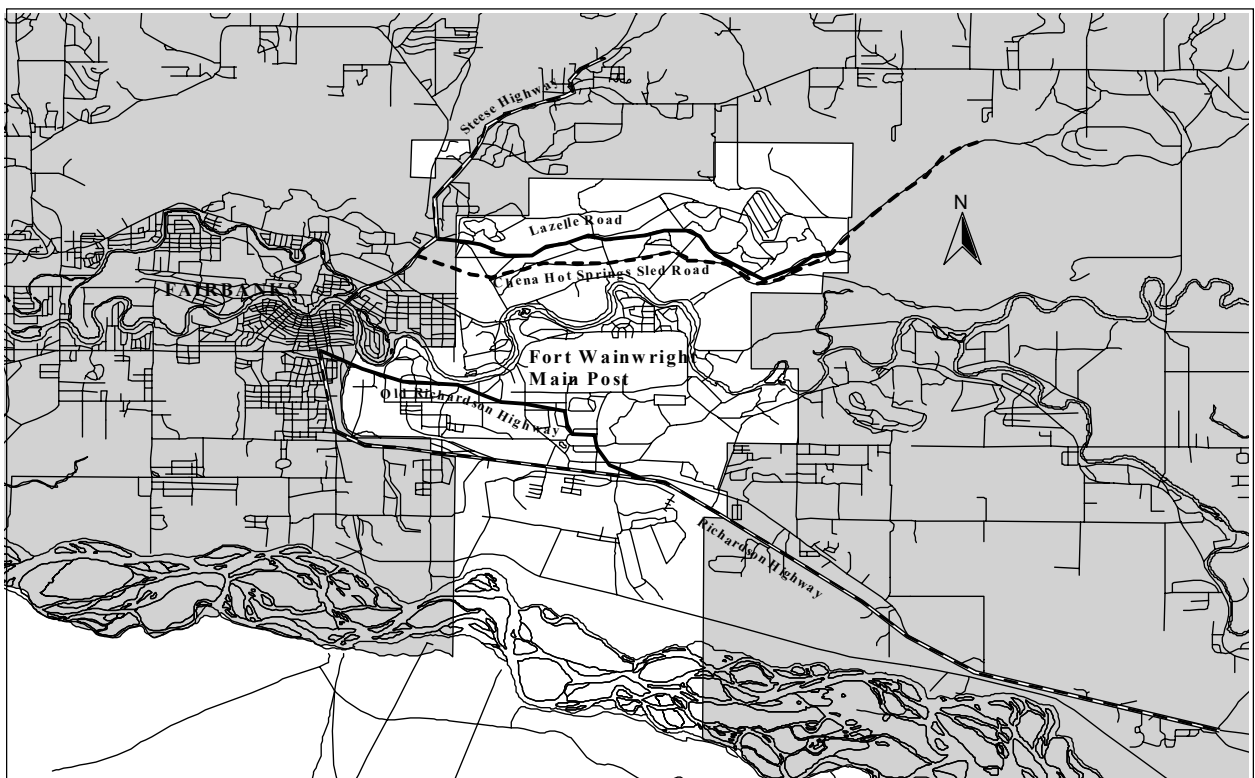 Steese Highway
N
Lazelle Road
Chena Hot Springs Sled Road
FAIRBANKS
Fort Wainwright
Main Post
Old Richardson Highway
Richardson Highway